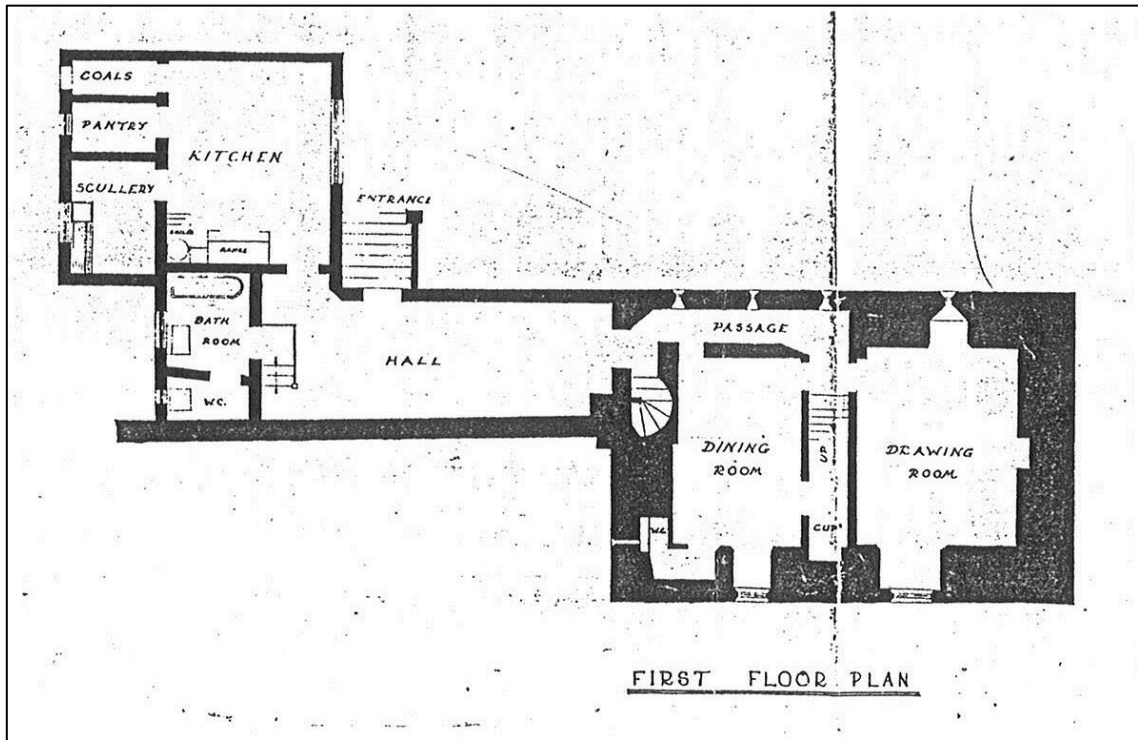 COALS
PANTRY
KITCHEN
SCULLERY
ENTRANCE
BOILER
RANGE
BATH
ROOM
W.C.
HALL
PASSAGE
DINING
ROOM
UP
DRAWING
ROOM
W.C.
CUP'
FIRST FLOOR PLAN